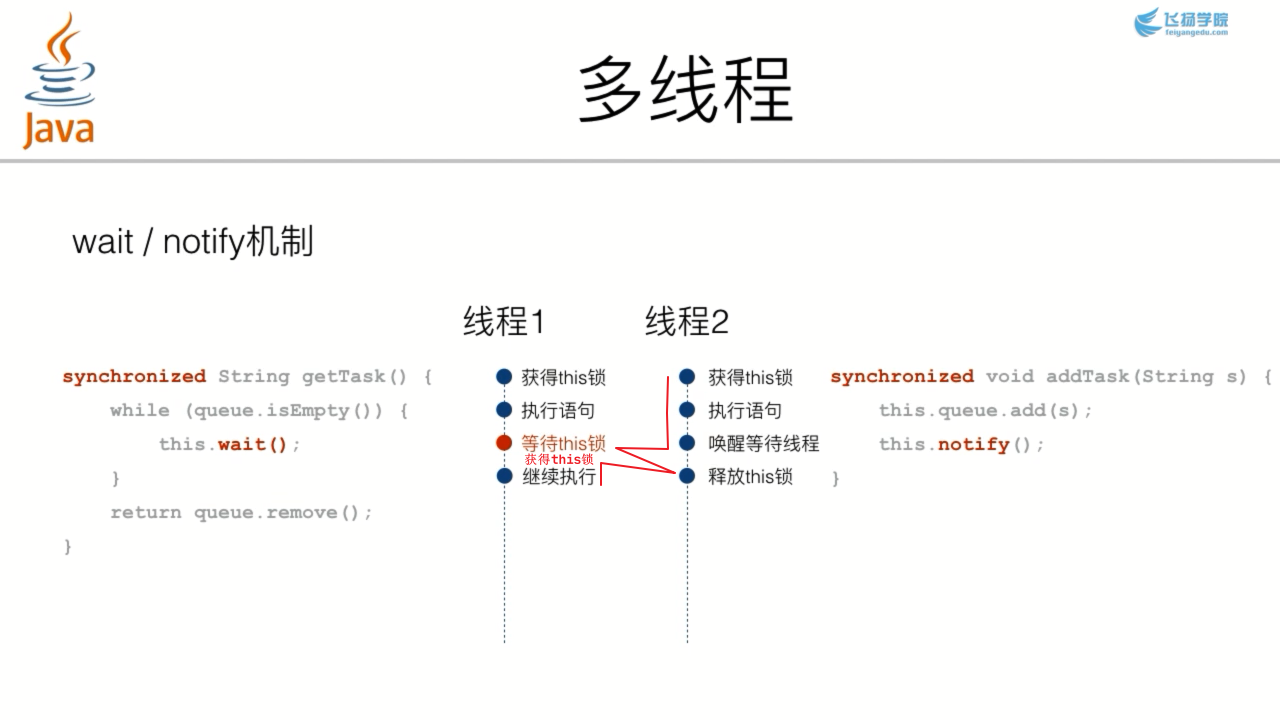 飞扬学院
feiyangedu.com
Java
多线程
wait / notify机制
线程1
线程2
synchronized String getTask() {
while (queue.isEmpty()) {
this.wait();
}
return queue.remove();
}
获得this锁
执行语句
等待this锁
获得this锁
继续执行
获得this锁
执行语句
唤醒等待线程
释放this锁
synchronized void addTask(String s) {
this.queue.add(s);
this.notify();
}